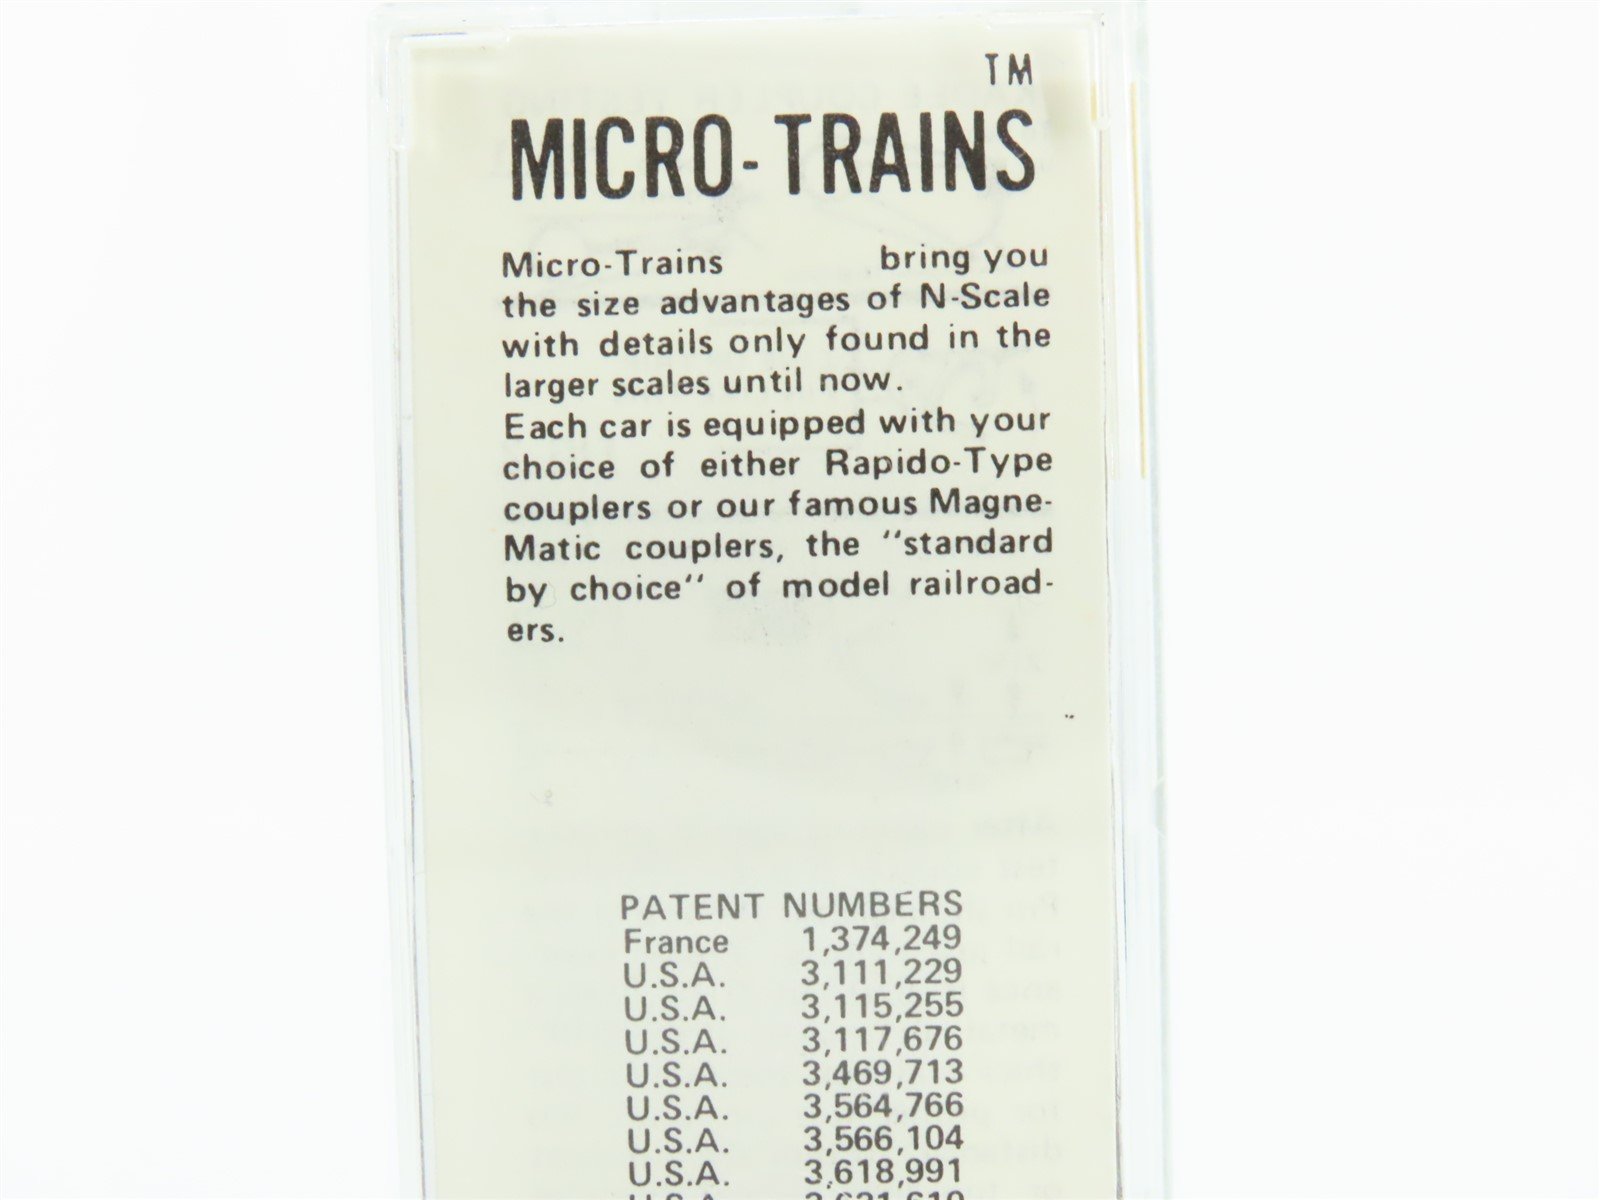 TM
MICRO-TRAINS
Micro-Trains bring you
the size advantages of N-Scale
with details only found in the
larger scales until now.
Each car is equipped with your
choice of either Rapido-Type
couplers or our famous Magne-
Matic couplers, the "standard
by choice" of model railroad-
ers.
PATENT NUMBERS
France 1,374,249
U.S.A. 3,111,229
U.S.A. 3,115,255
U.S.A. 3,117,676
U.S.A. 3,469,713
U.S.A. 3,564,766
U.S.A. 3,566,104
U.S.A. 3,618,991
U.S.A.